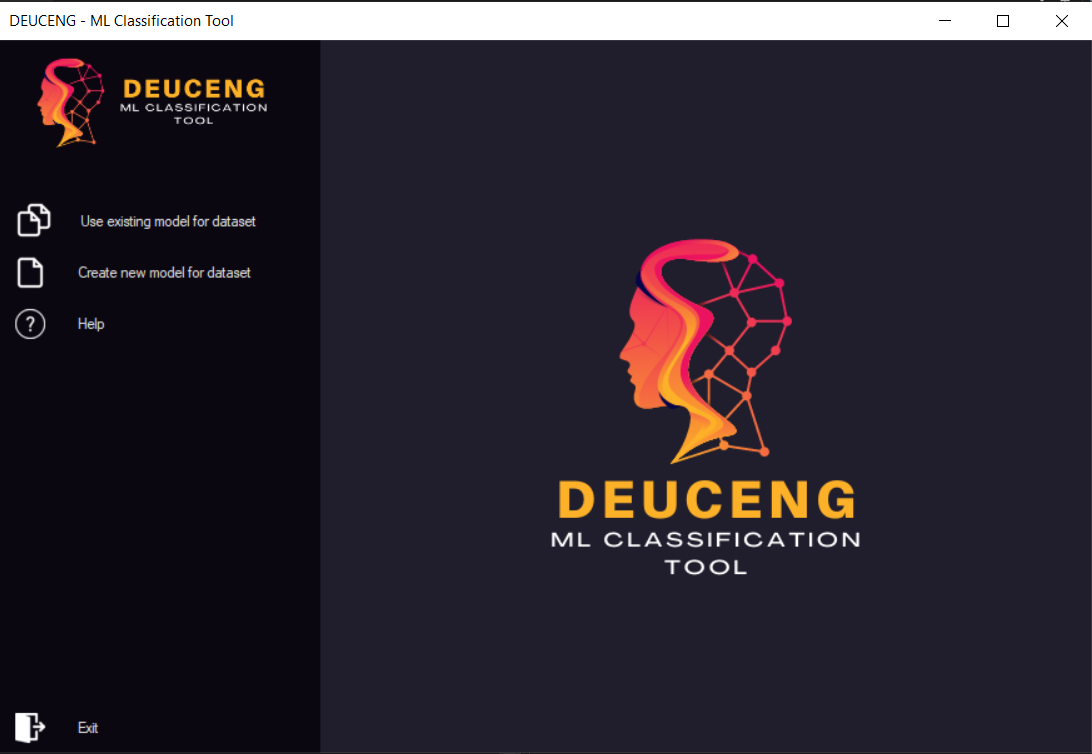 DEUCENG - ML Classification Tool
DEUCENG
ML CLASSIFICATION
TOOL
Use existing model for dataset
Create new model for dataset
?
Help
DEUCENG
ML CLASSIFICATION
TOOL
Exit